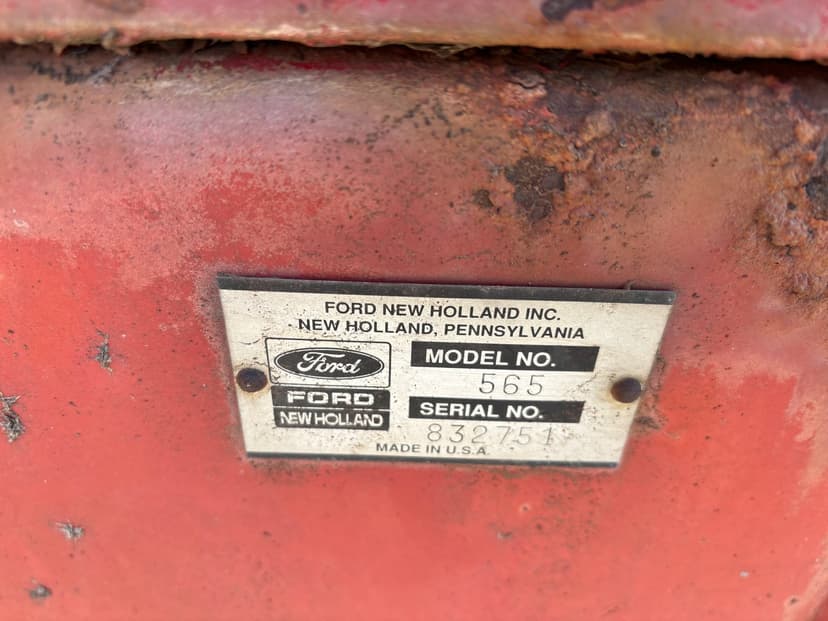 FORD NEW HOLLAND INC.
NEW HOLLAND, PENNSYLVANIA
Ford
FORD
NEW HOLLAND
MODEL NO.
565
SERIAL NO.
832751
MADE IN U.S.A.